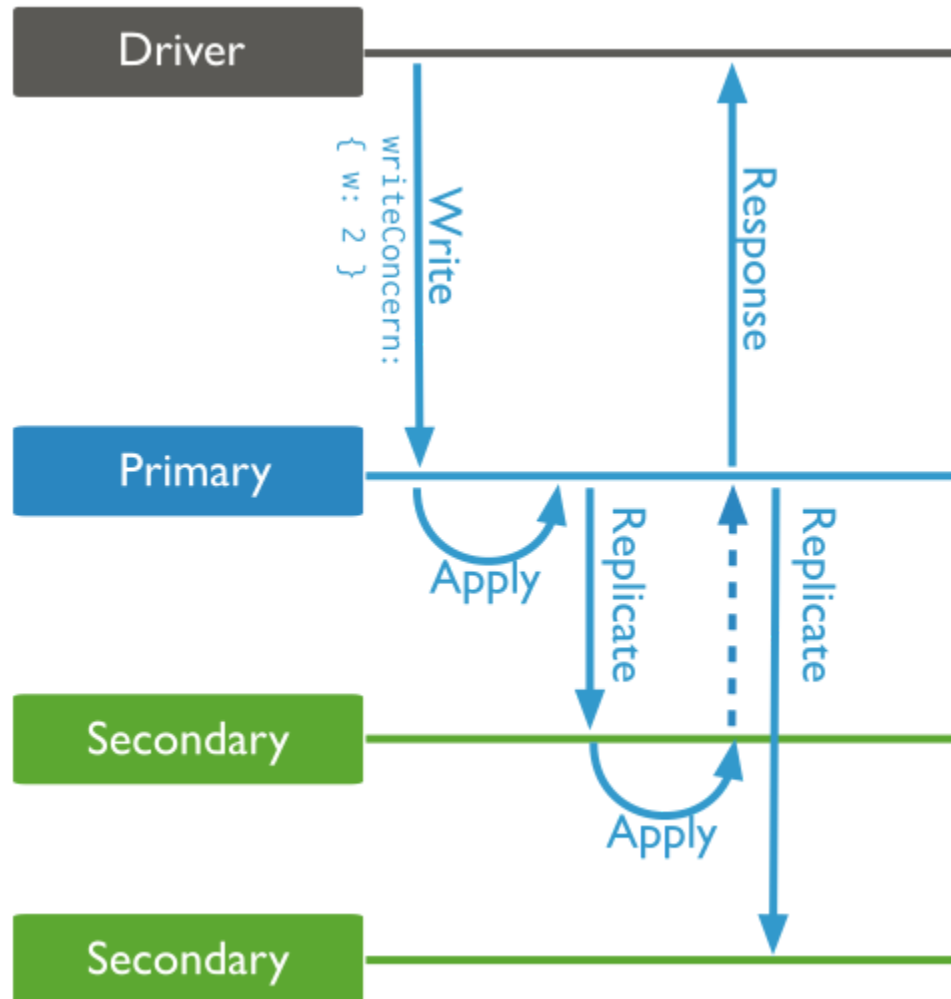 Driver
Write
writeConcern:
{ w: 2 }
Response
Primary
Apply
Replicate
Replicate
Secondary
Apply
Secondary